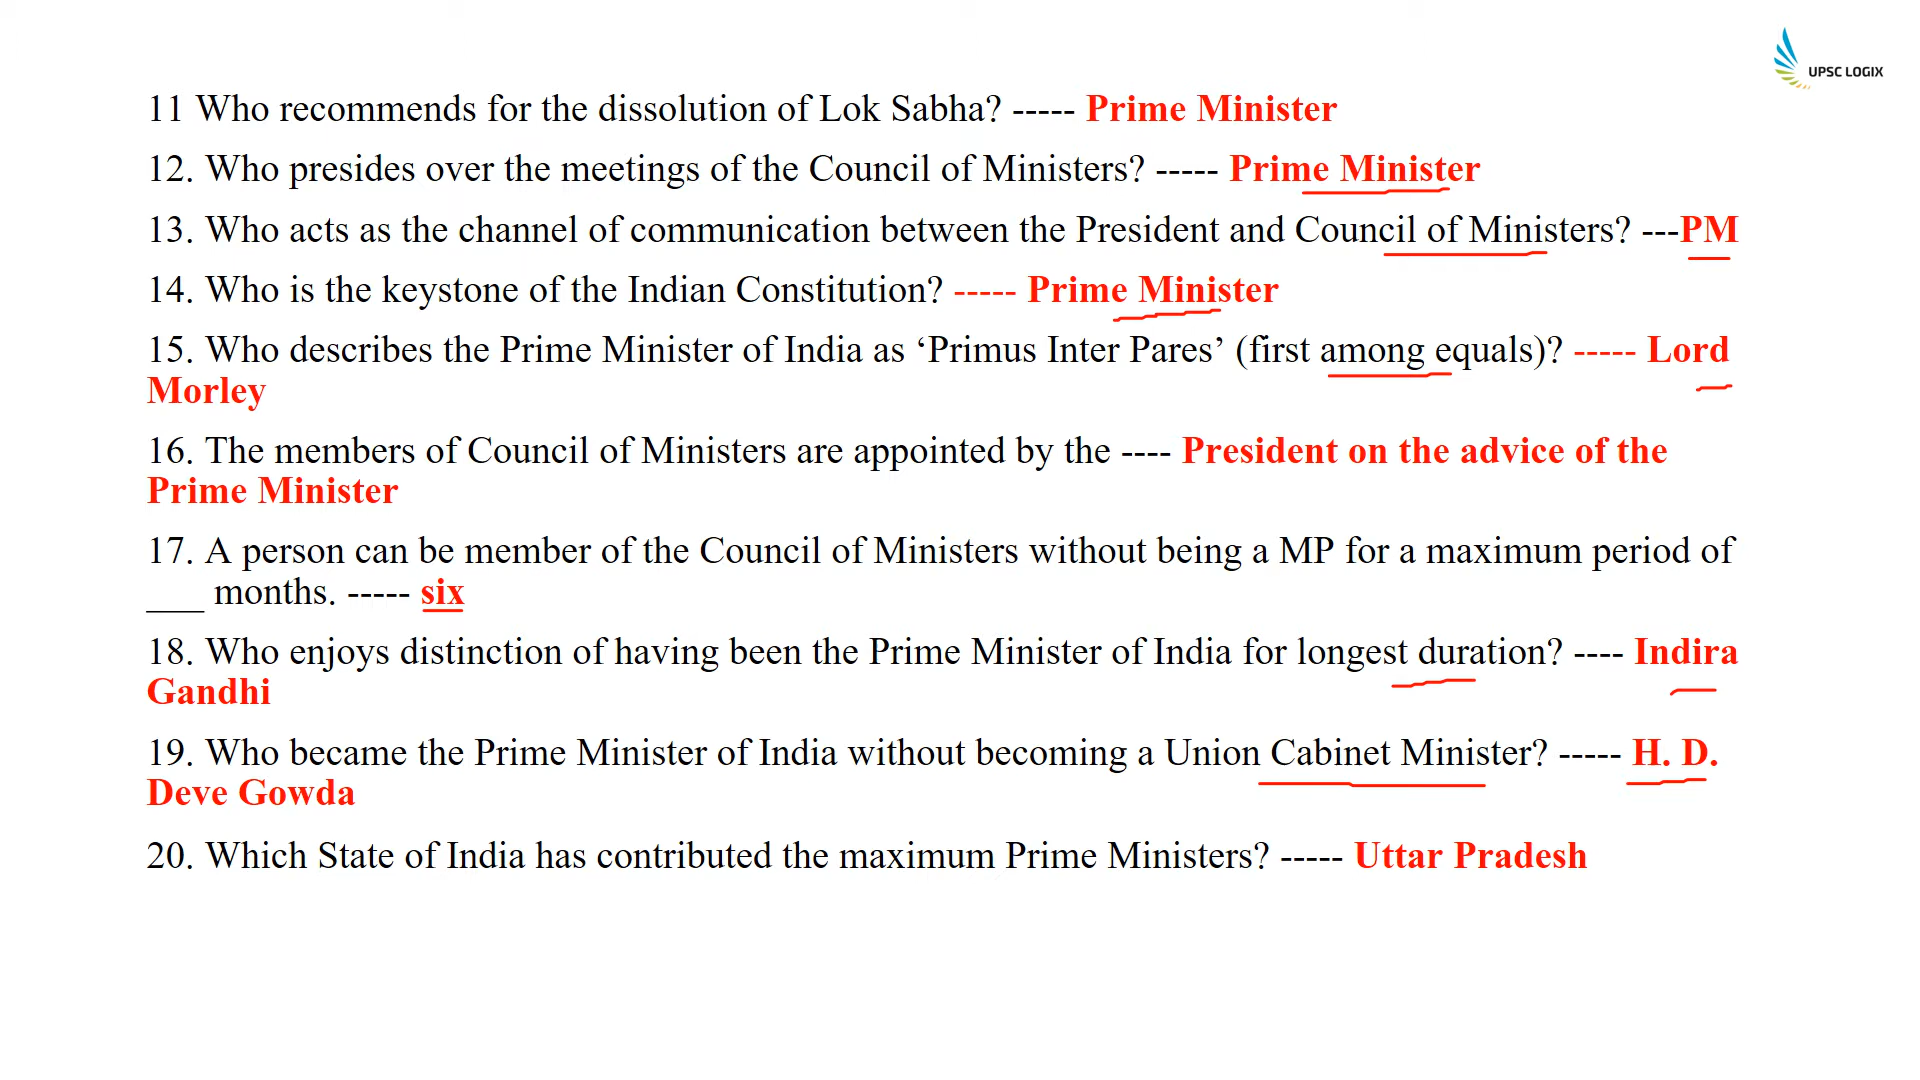 UPSC LOGIX
11 Who recommends for the dissolution of Lok Sabha? ----- Prime Minister
12. Who presides over the meetings of the Council of Ministers? ----- Prime Minister
13. Who acts as the channel of communication between the President and Council of Ministers? ---PM
14. Who is the keystone of the Indian Constitution? ----- Prime Minister
15. Who describes the Prime Minister of India as ‘Primus Inter Pares’ (first among equals)? ----- Lord
Morley
16. The members of Council of Ministers are appointed by the ---- President on the advice of the
Prime Minister
17. A person can be member of the Council of Ministers without being a MP for a maximum period of
___ months. ----- six
18. Who enjoys distinction of having been the Prime Minister of India for longest duration? ---- Indira
Gandhi
19. Who became the Prime Minister of India without becoming a Union Cabinet Minister? ----- H. D.
Deve Gowda
20. Which State of India has contributed the maximum Prime Ministers? ----- Uttar Pradesh